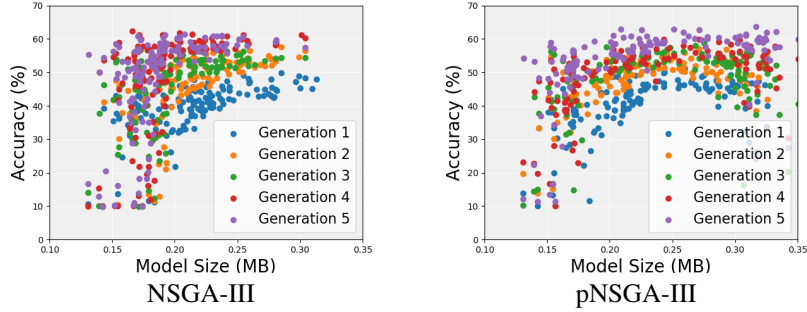 70
60
50
40
30
20
10
0
Accuracy (%)
Generation 1
Generation 2
Generation 3
Generation 4
Generation 5
0.10 0.15 0.20 0.25 0.30 0.35
Model Size (MB)
NSGA-III
70
60
50
40
30
20
10
0
Accuracy (%)
Generation 1
Generation 2
Generation 3
Generation 4
Generation 5
0.10 0.15 0.20 0.25 0.30 0.35
Model Size (MB)
pNSGA-III